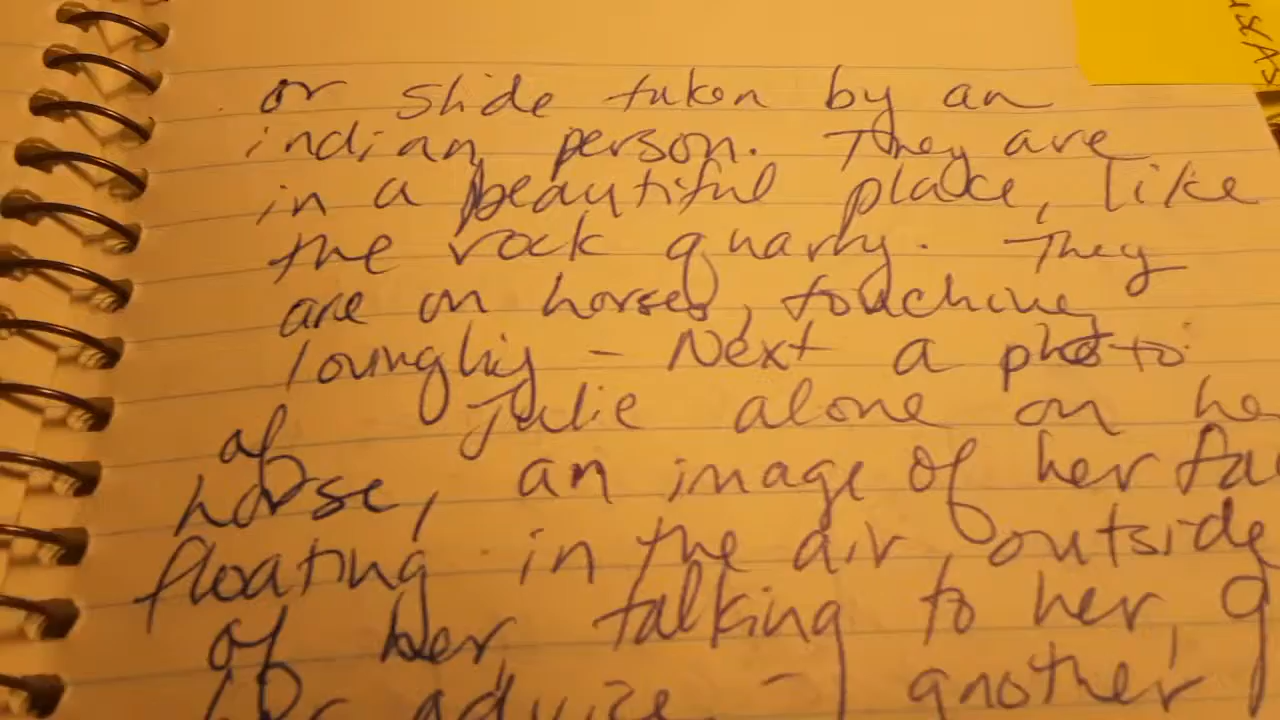 or slide taken by an
indian person. They are
in a beautiful place, like
the rock quarry. They
are on horses, touching
lovingly – Next a photo
of Julie alone on he
horse, an image of her fa
floating in the air, outside
of her, talking to her, g
her advice – another